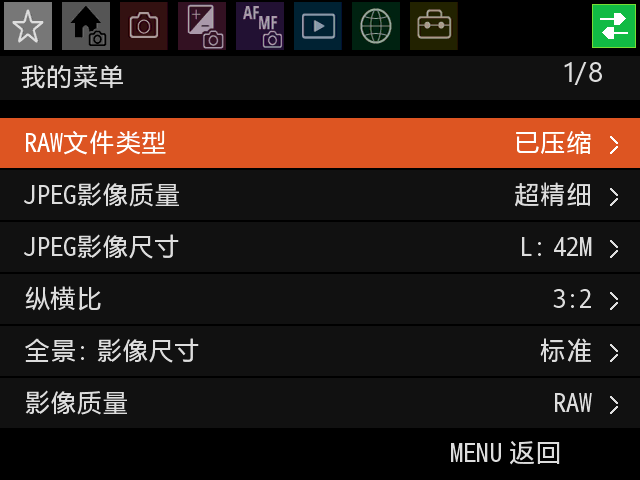 AF
MF
我的菜单 1/8
RAW文件类型 已压缩
JPEG影像质量 超精细
JPEG影像尺寸 L: 42M
纵横比 3:2
全景: 影像尺寸 标准
影像质量 RAW
MENU 返回